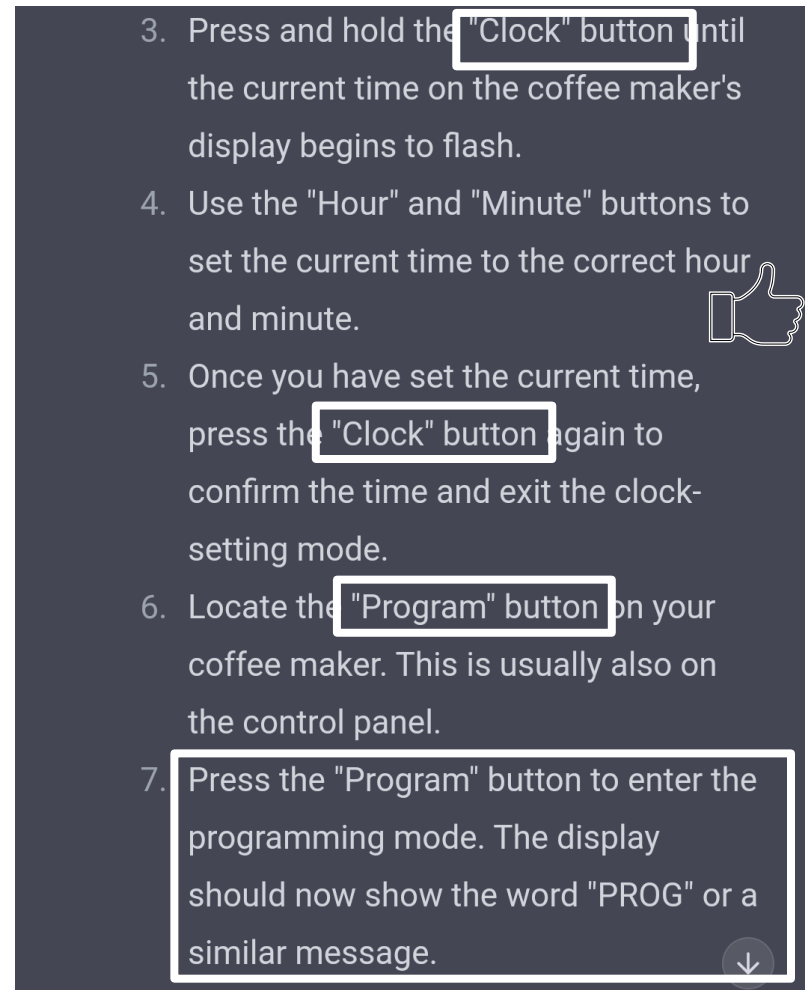 3. Press and hold the "Clock" button until
the current time on the coffee maker's
display begins to flash.
4. Use the "Hour" and "Minute" buttons to
set the current time to the correct hour
and minute.
5. Once you have set the current time,
press the "Clock" button again to
confirm the time and exit the clock-
setting mode.
6. Locate the "Program" button on your
coffee maker. This is usually also on
the control panel.
7. Press the "Program" button to enter the
programming mode. The display
should now show the word "PROG" or a
similar message.